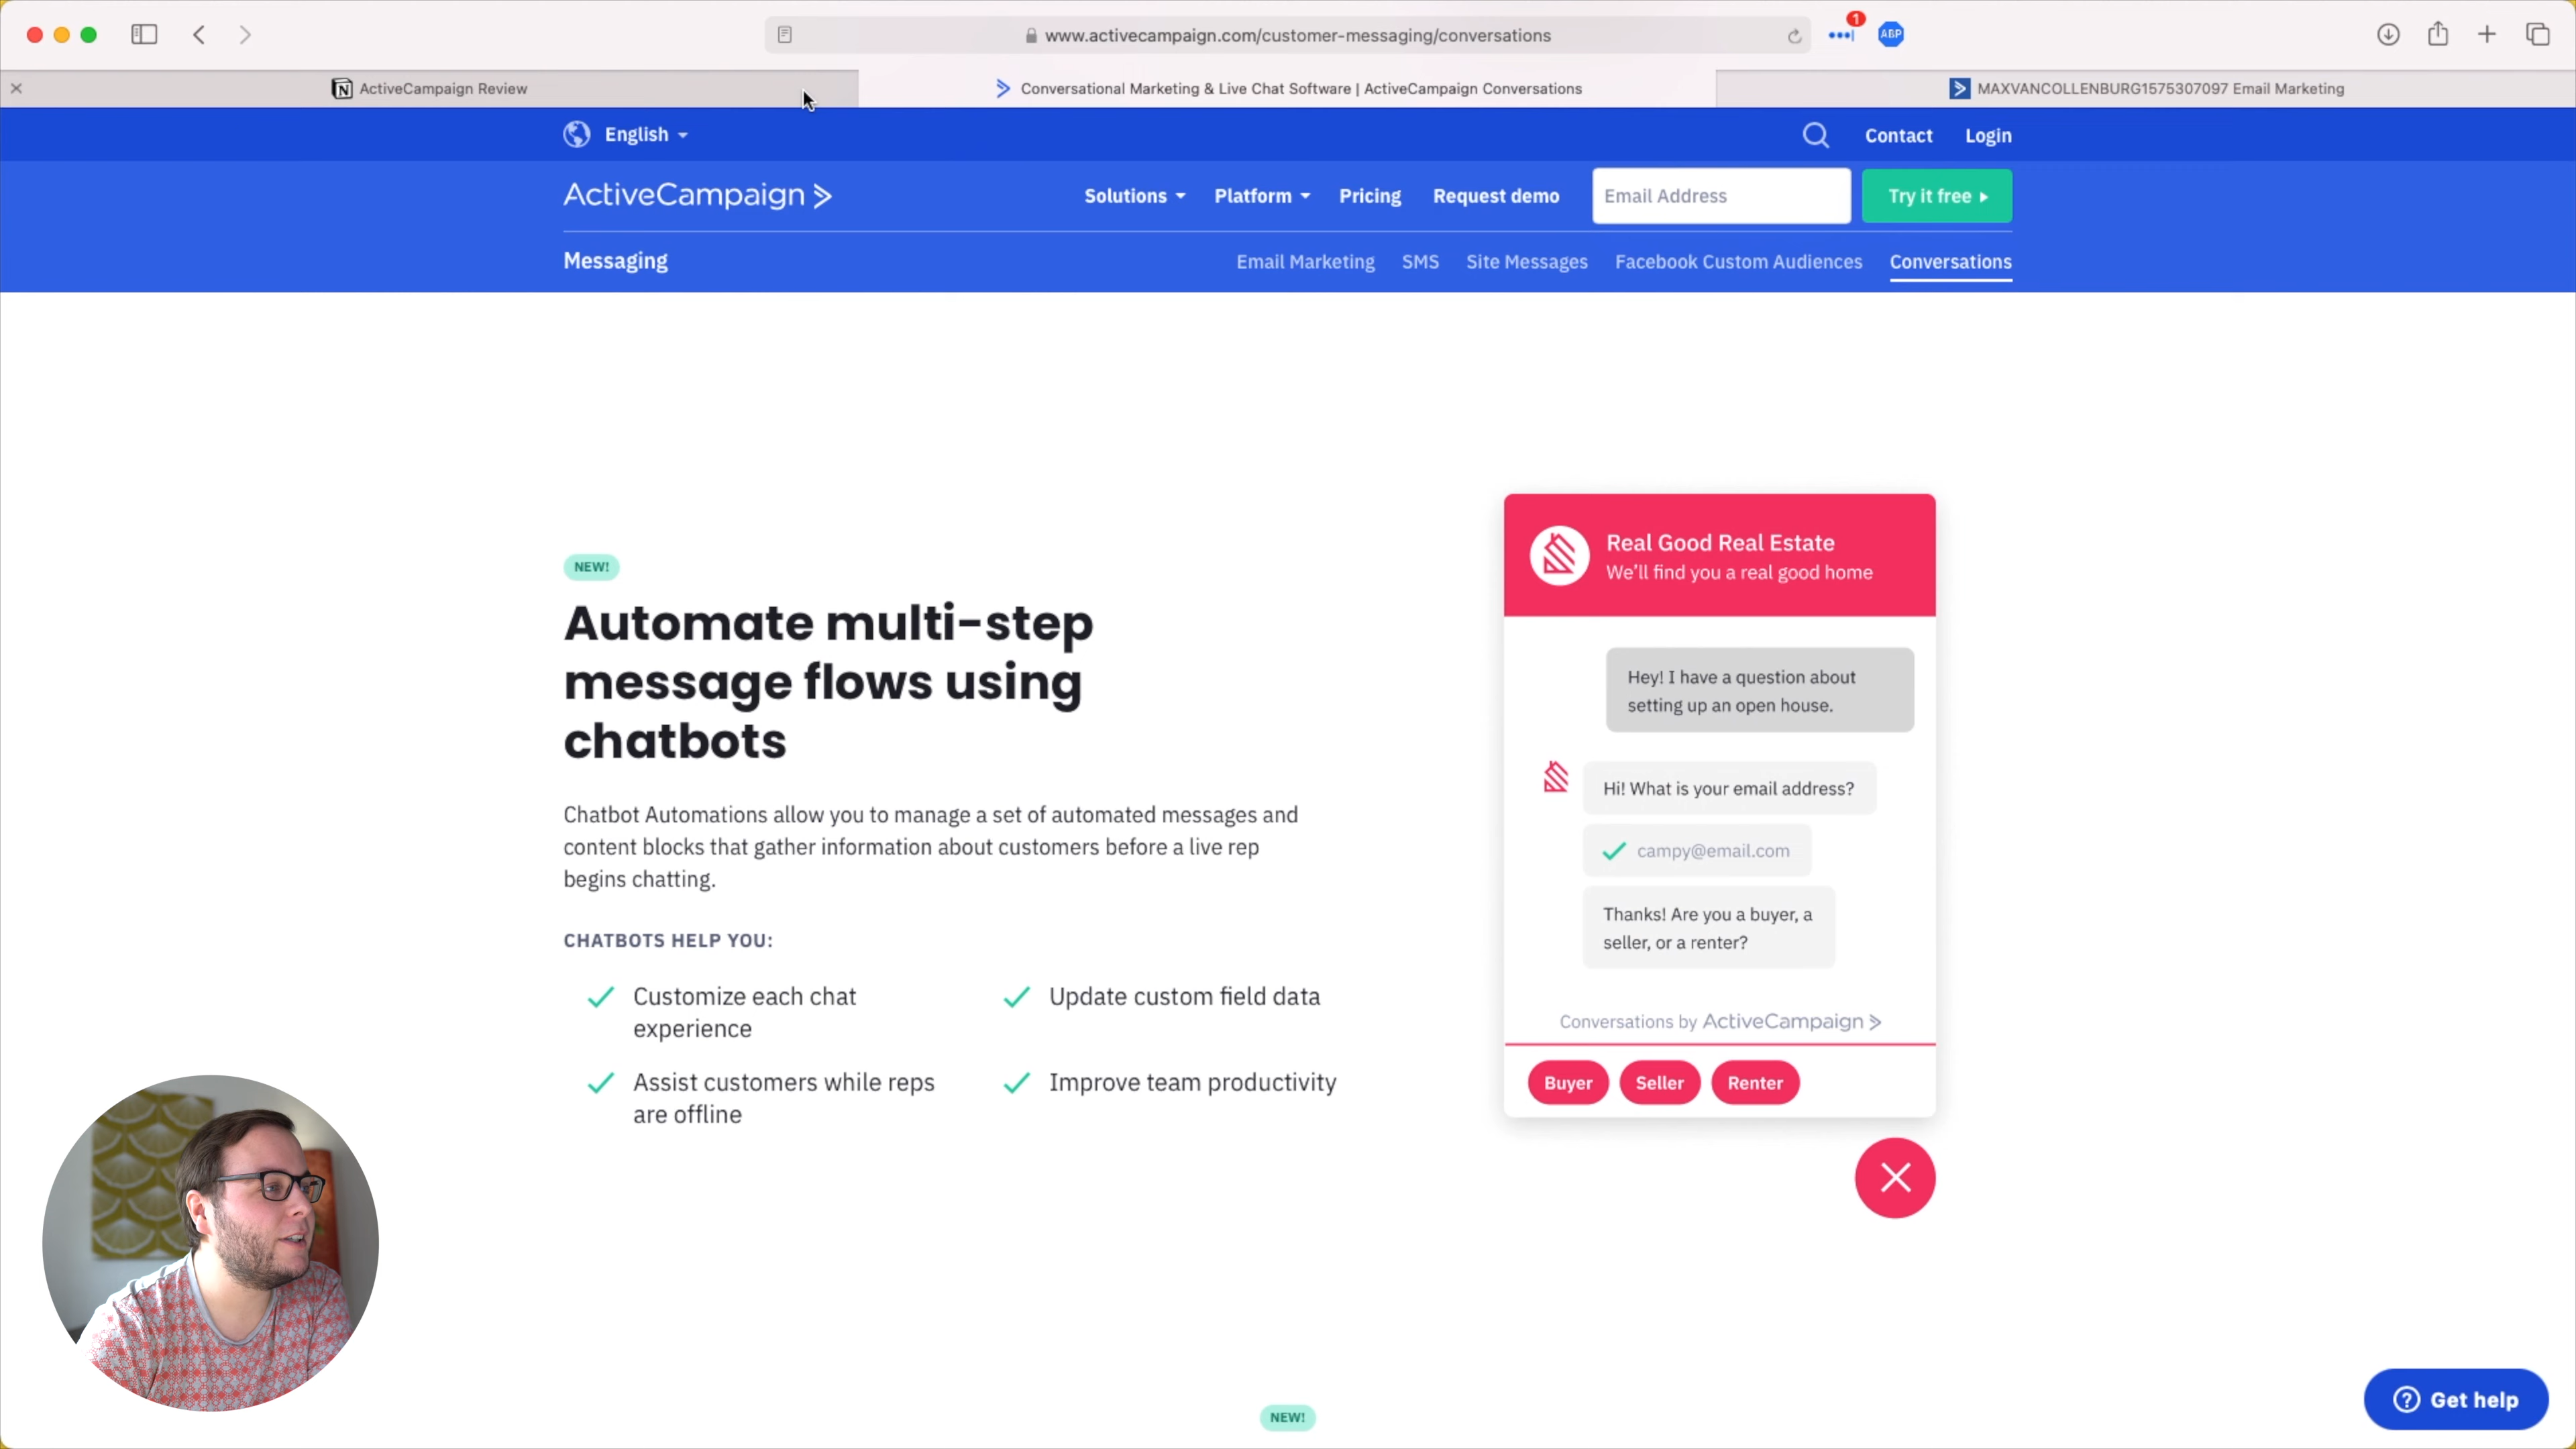 www.activecampaign.com/customer-messaging/conversations
1
ABP
ActiveCampaign Review
Conversational Marketing & Live Chat Software | ActiveCampaign Conversations
MAXVANCOLLENBURG1575307097 Email Marketing
English
Contact
Login
ActiveCampaign
Solutions
Platform
Pricing
Request demo
Email Address
Try it free
Messaging
Email Marketing
SMS
Site Messages
Facebook Custom Audiences
Conversations
NEW!
Automate multi-step
message flows using
chatbots
Chatbot Automations allow you to manage a set of automated messages and
content blocks that gather information about customers before a live rep
begins chatting.
CHATBOTS HELP YOU:
Customize each chat
experience
Update custom field data
Assist customers while reps
are offline
Improve team productivity
Real Good Real Estate
We'll find you a real good home
Hey! I have a question about
setting up an open house.
Hi! What is your email address?
campy@email.com
Thanks! Are you a buyer, a
seller, or a renter?
Conversations by ActiveCampaign
Buyer
Seller
Renter
NEW!
Get help